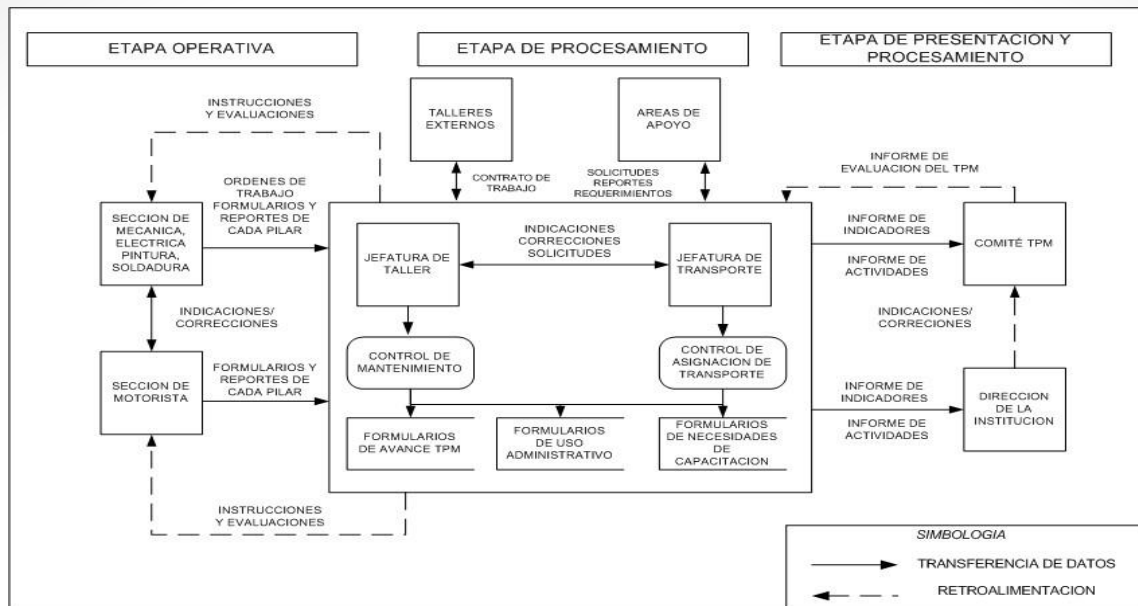 ETAPA OPERATIVA
ETAPA DE PROCESAMIENTO
ETAPA DE PRESENTACION Y
PROCESAMIENTO
INSTRUCCIONES
Y EVALUACIONES
TALLERES
EXTERNOS
AREAS DE
APOYO
CONTRATO DE
TRABAJO
SOLICITUDES
REPORTES
REQUERIMIENTOS
INFORME DE
EVALUACION DEL TPM
ORDENES DE
TRABAJO
FORMULARIOS Y
REPORTES DE
CADA PILAR
SECCION DE
MECANICA,
ELECTRICA
PINTURA,
SOLDADURA
JEFATURA DE
TALLER
INDICACIONES
CORRECCIONES
SOLICITUDES
JEFATURA DE
TRANSPORTE
INFORME DE
INDICADORES
INFORME DE
ACTIVIDADES
COMITÉ TPM
INDICACIONES/
CORRECCIONES
INDICACIONES/
CORRECIONES
SECCION DE
MOTORISTA
FORMULARIOS Y
REPORTES DE
CADA PILAR
CONTROL DE
MANTENIMIENTO
CONTROL DE
ASIGNACION DE
TRANSPORTE
INFORME DE
INDICADORES
INFORME DE
ACTIVIDADES
DIRECCION
DE LA
INSTITUCION
FORMULARIOS
DE AVANCE TPM
FORMULARIOS
DE USO
ADMINISTRATIVO
FORMULARIOS
DE NECESIDADES
DE
CAPACITACION
INSTRUCCIONES
Y EVALUACIONES
SIMBOLOGIA
TRANSFERENCIA DE DATOS
RETROALIMENTACION